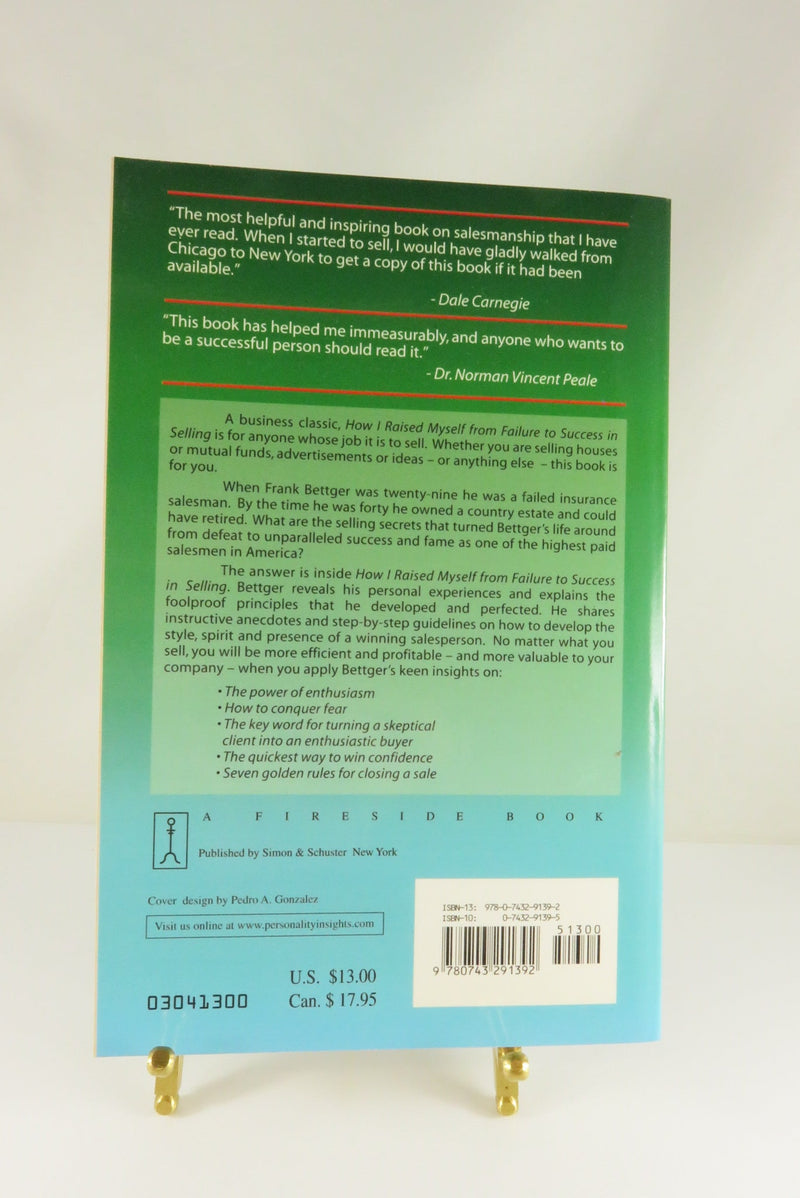 "The most helpful and inspiring book on salesmanship that I have
ever read. When I started to sell, I would have gladly walked from
Chicago to New York to get a copy of this book if it had been
available."
- Dale Carnegie
"This book has helped me immeasurably, and anyone who wants to
be a successful person should read it."
- Dr. Norman Vincent Peale
A business classic, How I Raised Myself from Failure to Success in
Selling is for anyone whose job it is to sell. Whether you are selling houses
or mutual funds, advertisements or ideas – or anything else – this book is
for you.
When Frank Bettger was twenty-nine he was a failed insurance
salesman. By the time he was forty he owned a country estate and could
have retired. What are the selling secrets that turned Bettger's life around
from defeat to unparalleled success and fame as one of the highest paid
salesmen in America?
The answer is inside How I Raised Myself from Failure to Success
in Selling. Bettger reveals his personal experiences and explains the
foolproof principles that he developed and perfected. He shares
instructive anecdotes and step-by-step guidelines on how to develop the
style, spirit and presence of a winning salesperson. No matter what you
sell, you will be more efficient and profitable – and more valuable to your
company – when you apply Bettger's keen insights on:
• The power of enthusiasm
• How to conquer fear
• The key word for turning a skeptical
client into an enthusiastic buyer
• The quickest way to win confidence
• Seven golden rules for closing a sale
A FIRESIDE BOOK
Published by Simon & Schuster New York
Cover design by Pedro A. Gonzalez
Visit us online at www.personalityinsights.com
U.S. $13.00
Can. $ 17.95
03041300
ISBN-13: 978-0-7432-9139-2
ISBN-10: 0-7432-9139-5
51300
9 780743 291392